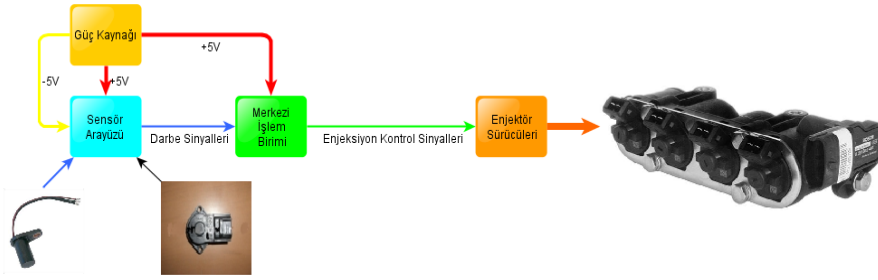 Güç Kaynağı
+5V
-5V
+5V
Sensör
Arayüzü
Darbe Sinyalleri
Merkezi
İşlem
Birimi
Enjeksiyon Kontrol Sinyalleri
Enjektör
Sürücüleri